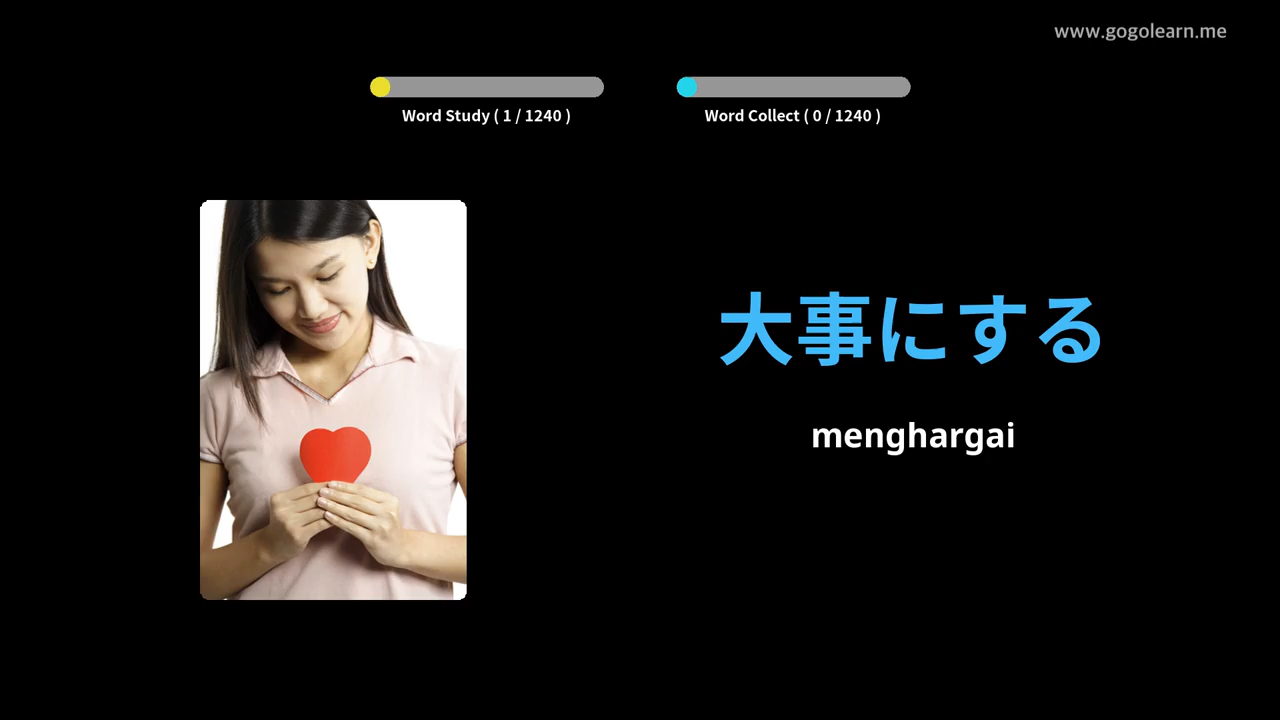 www.gogolearn.me
Word Study ( 1 / 1240 )
Word Collect ( 0 / 1240 )
大事にする
menghargai